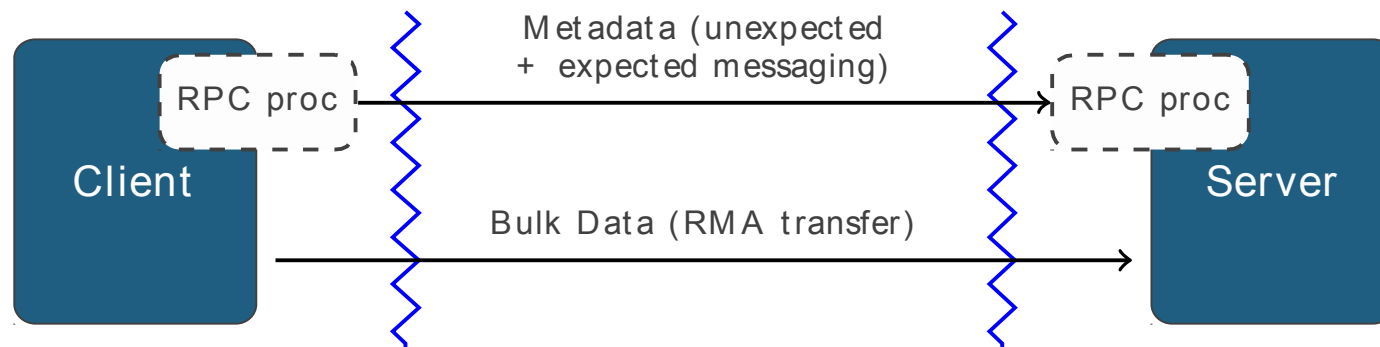 Metadata (unexpected
+ expected messaging)
RPC proc
RPC proc
Client
Server
Bulk Data (RMA transfer)